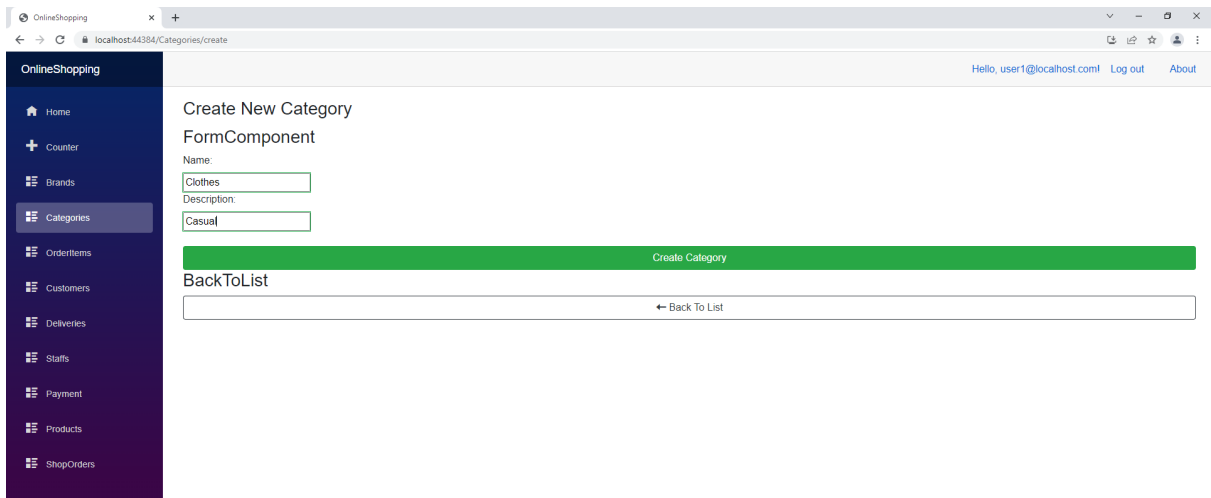 OnlineShopping
localhost:44384/Categories/create
OnlineShopping
Hello, user1@localhost.com! Log out About
Home
Counter
Brands
Categories
OrderItems
Customers
Deliveries
Staffs
Payment
Products
ShopOrders
Create New Category
FormComponent
Name:
Clothes
Description:
Casual
Create Category
BackToList
Back To List